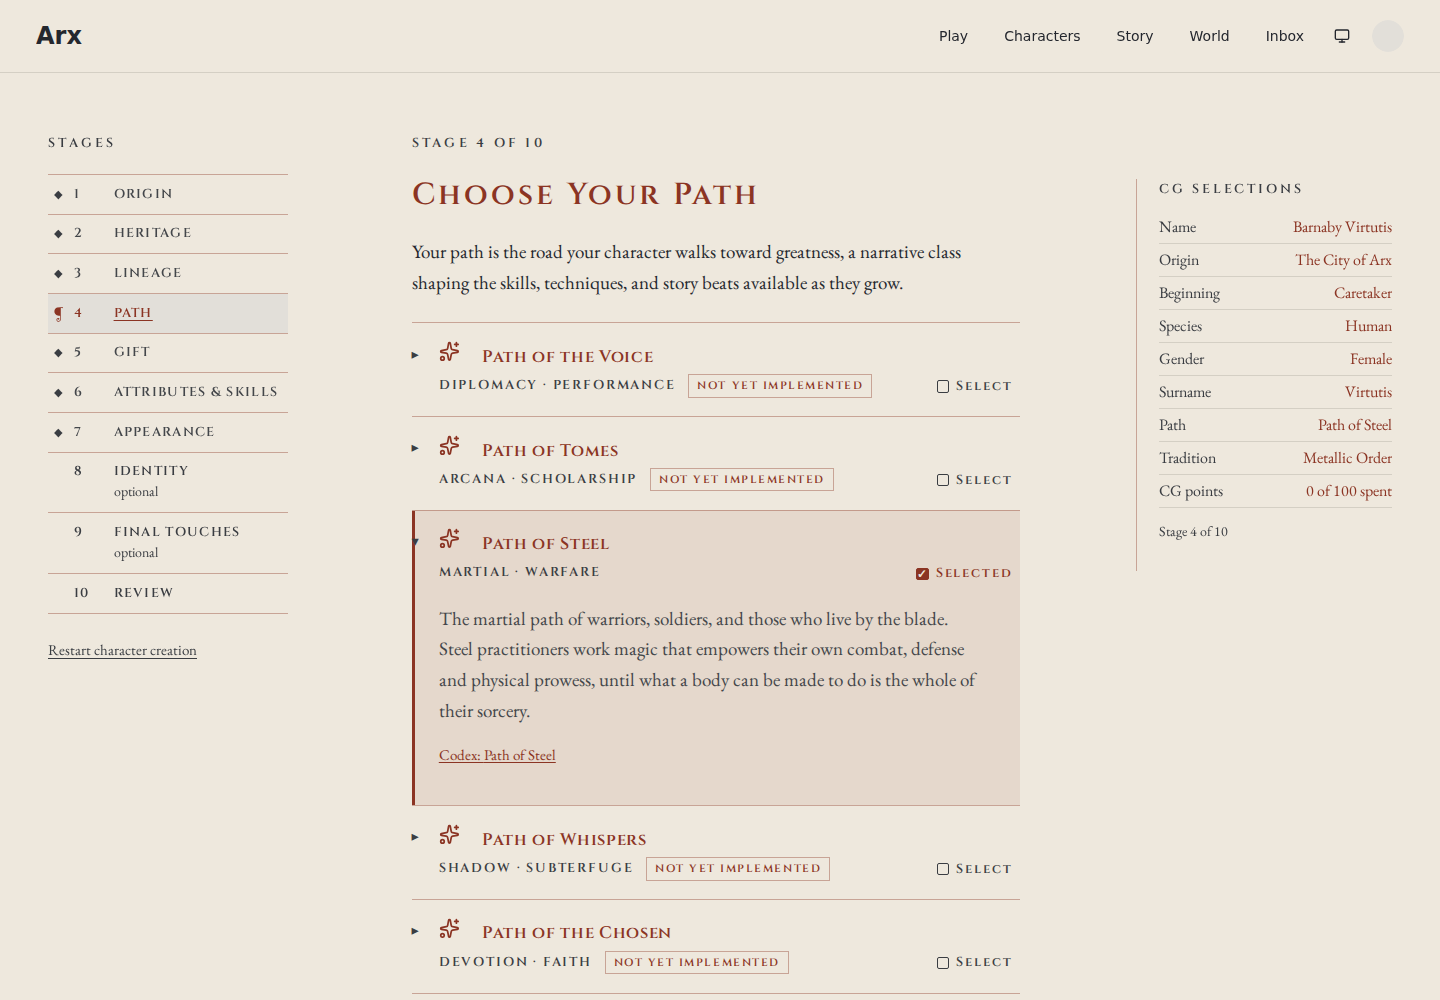 Arx
Play
Characters
Story
World
Inbox
STAGES
◆ 1 ORIGIN
◆ 2 HERITAGE
◆ 3 LINEAGE
¶ 4 PATH
◆ 5 GIFT
◆ 6 ATTRIBUTES & SKILLS
◆ 7 APPEARANCE
8 IDENTITY
optional
9 FINAL TOUCHES
optional
10 REVIEW
Restart character creation
STAGE 4 OF 10
Choose Your Path
Your path is the road your character walks toward greatness, a narrative class
shaping the skills, techniques, and story beats available as they grow.
Path of the Voice
DIPLOMACY · PERFORMANCE NOT YET IMPLEMENTED Select
Path of Tomes
ARCANA · SCHOLARSHIP NOT YET IMPLEMENTED Select
Path of Steel
MARTIAL · WARFARE Selected
The martial path of warriors, soldiers, and those who live by the blade.
Steel practitioners work magic that empowers their own combat, defense
and physical prowess, until what a body can be made to do is the whole of
their sorcery.
Codex: Path of Steel
Path of Whispers
SHADOW · SUBTERFUGE NOT YET IMPLEMENTED Select
Path of the Chosen
DEVOTION · FAITH NOT YET IMPLEMENTED Select
CG SELECTIONS
Name Barnaby Virtutis
Origin The City of Arx
Beginning Caretaker
Species Human
Gender Female
Surname Virtutis
Path Path of Steel
Tradition Metallic Order
CG points 0 of 100 spent
Stage 4 of 10